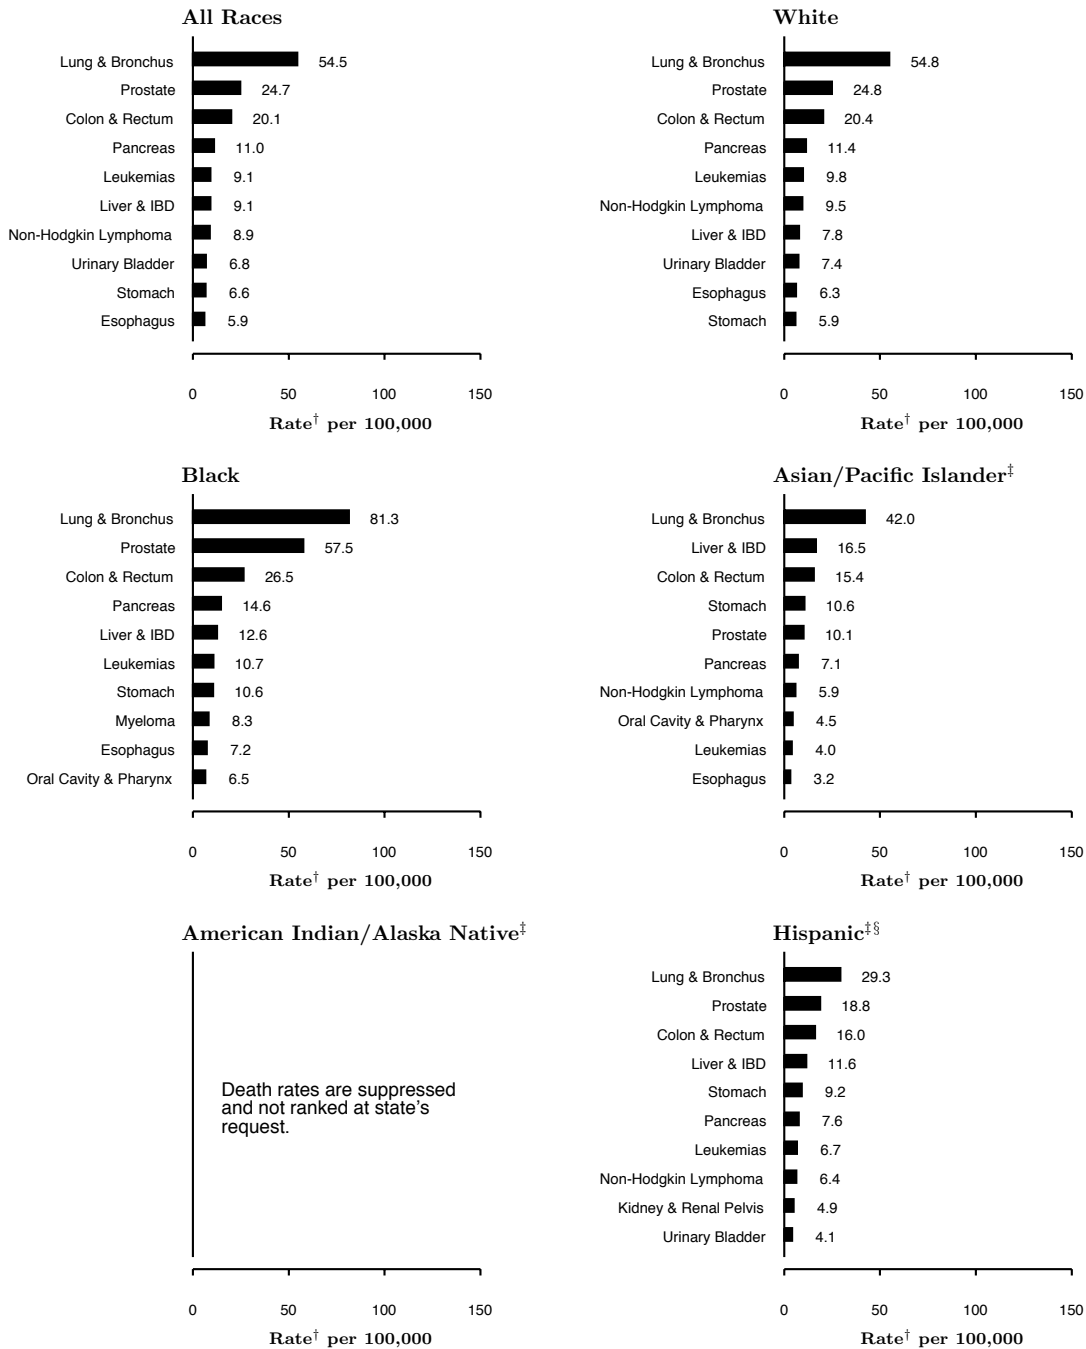 All Races
Lung & Bronchus 54.5
Prostate 24.7
Colon & Rectum 20.1
Pancreas 11.0
Leukemias 9.1
Liver & IBD 9.1
Non-Hodgkin Lymphoma 8.9
Urinary Bladder 6.8
Stomach 6.6
Esophagus 5.9
0 50 100 150
Rate† per 100,000
White
Lung & Bronchus 54.8
Prostate 24.8
Colon & Rectum 20.4
Pancreas 11.4
Leukemias 9.8
Non-Hodgkin Lymphoma 9.5
Liver & IBD 7.8
Urinary Bladder 7.4
Esophagus 6.3
Stomach 5.9
0 50 100 150
Rate† per 100,000
Black
Lung & Bronchus 81.3
Prostate 57.5
Colon & Rectum 26.5
Pancreas 14.6
Liver & IBD 12.6
Leukemias 10.7
Stomach 10.6
Myeloma 8.3
Esophagus 7.2
Oral Cavity & Pharynx 6.5
0 50 100 150
Rate† per 100,000
Asian/Pacific Islander‡
Lung & Bronchus 42.0
Liver & IBD 16.5
Colon & Rectum 15.4
Stomach 10.6
Prostate 10.1
Pancreas 7.1
Non-Hodgkin Lymphoma 5.9
Oral Cavity & Pharynx 4.5
Leukemias 4.0
Esophagus 3.2
0 50 100 150
Rate† per 100,000
American Indian/Alaska Native‡
Death rates are suppressed
and not ranked at state's
request.
0 50 100 150
Rate† per 100,000
Hispanic‡§
Lung & Bronchus 29.3
Prostate 18.8
Colon & Rectum 16.0
Liver & IBD 11.6
Stomach 9.2
Pancreas 7.6
Leukemias 6.7
Non-Hodgkin Lymphoma 6.4
Kidney & Renal Pelvis 4.9
Urinary Bladder 4.1
0 50 100 150
Rate† per 100,000